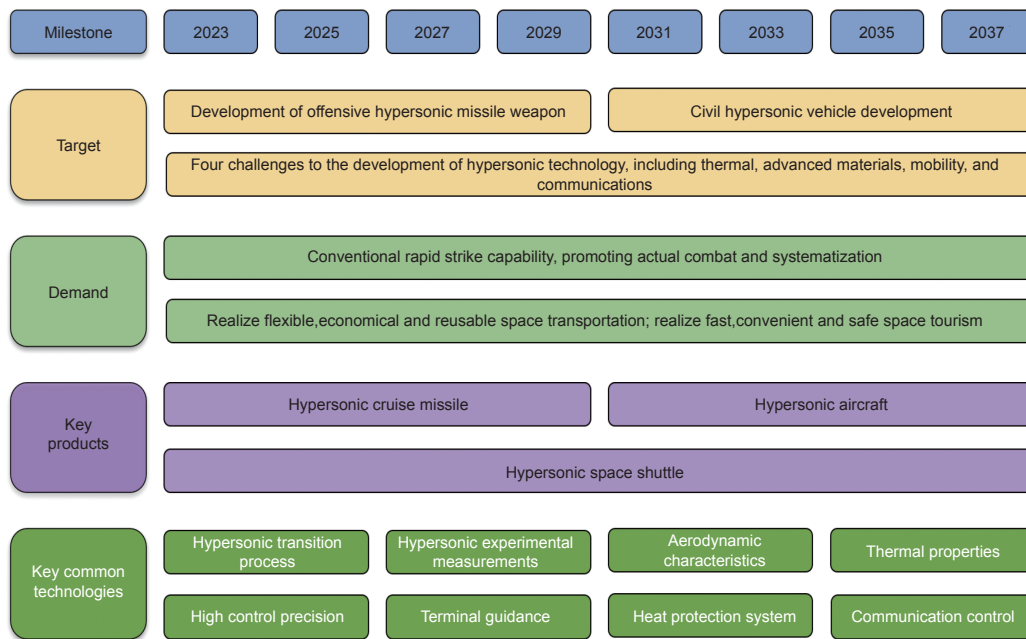 Milestone
2023
2025
2027
2029
2031
2033
2035
2037
Target
Development of offensive hypersonic missile weapon
Civil hypersonic vehicle development
Four challenges to the development of hypersonic technology, including thermal, advanced materials, mobility, and
communications
Demand
Conventional rapid strike capability, promoting actual combat and systematization
Realize flexible,economical and reusable space transportation; realize fast,convenient and safe space tourism
Key
products
Hypersonic cruise missile
Hypersonic aircraft
Hypersonic space shuttle
Key common
technologies
Hypersonic transition
process
Hypersonic experimental
measurements
Aerodynamic
characteristics
Thermal properties
High control precision
Terminal guidance
Heat protection system
Communication control